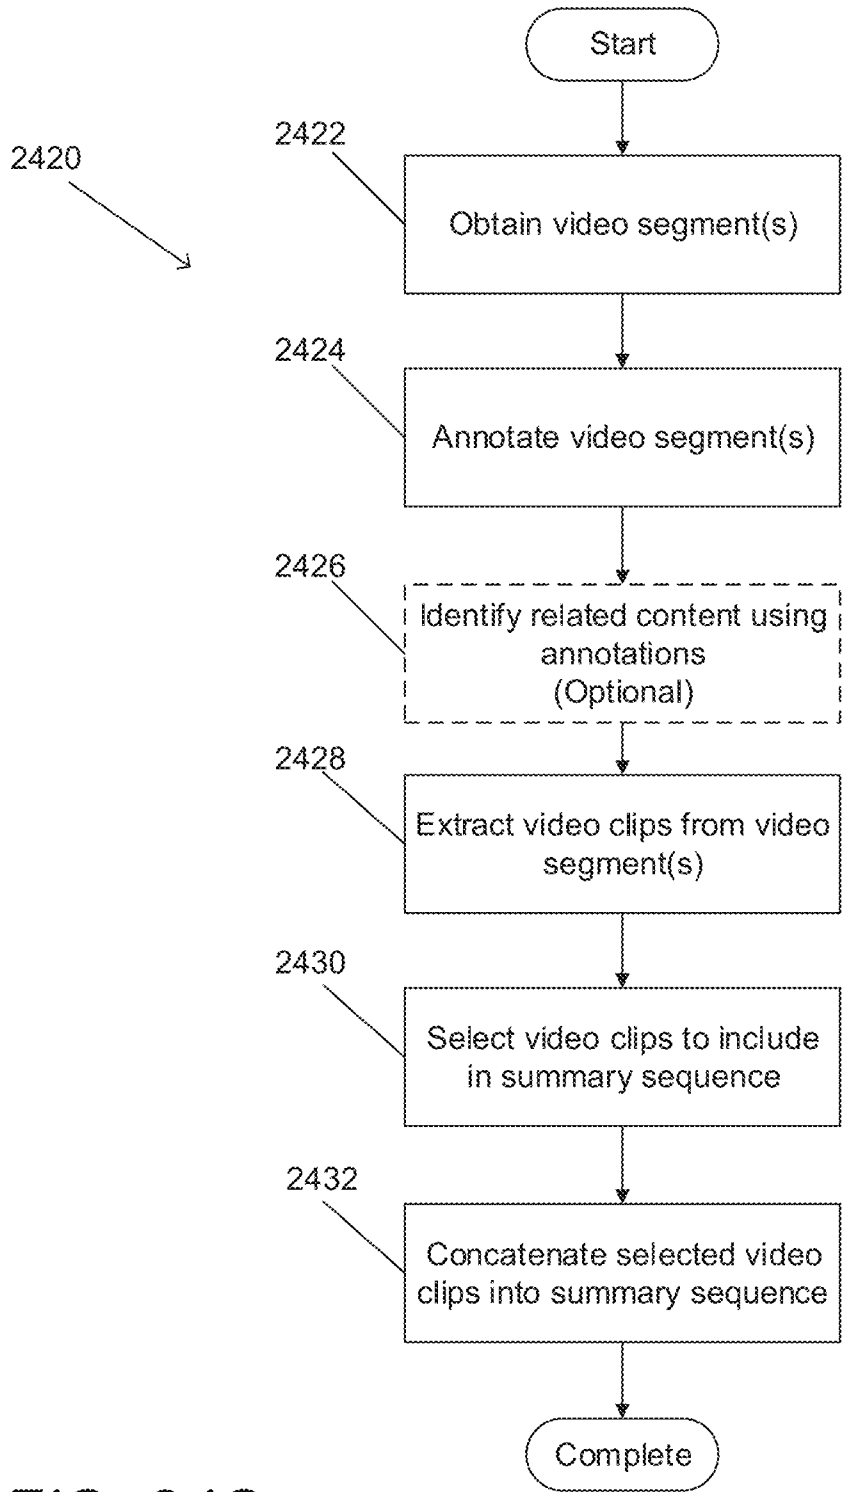 Start
2420
2422
Obtain video segment(s)
2424
Annotate video segment(s)
2426
Identify related content using
annotations
(Optional)
2428
Extract video clips from video
segment(s)
2430
Select video clips to include
in summary sequence
2432
Concatenate selected video
clips into summary sequence
Complete